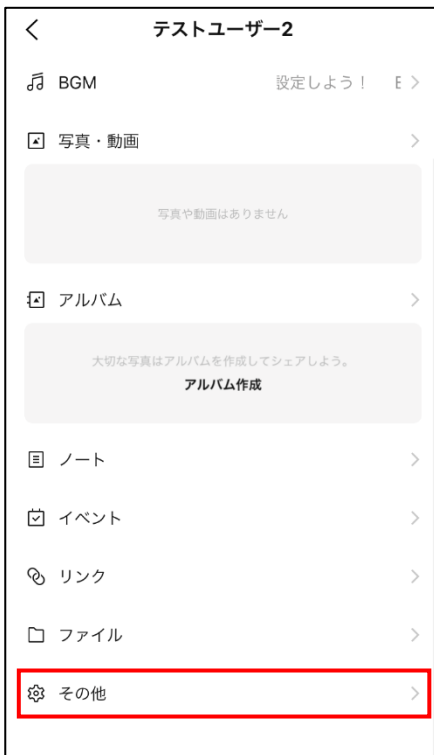 テストユーザー2
BGM 設定しよう！ E
写真・動画
写真や動画はありません
アルバム
大切な写真はアルバムを作成してシェアしよう。
アルバム作成
ノート
イベント
リンク
ファイル
その他